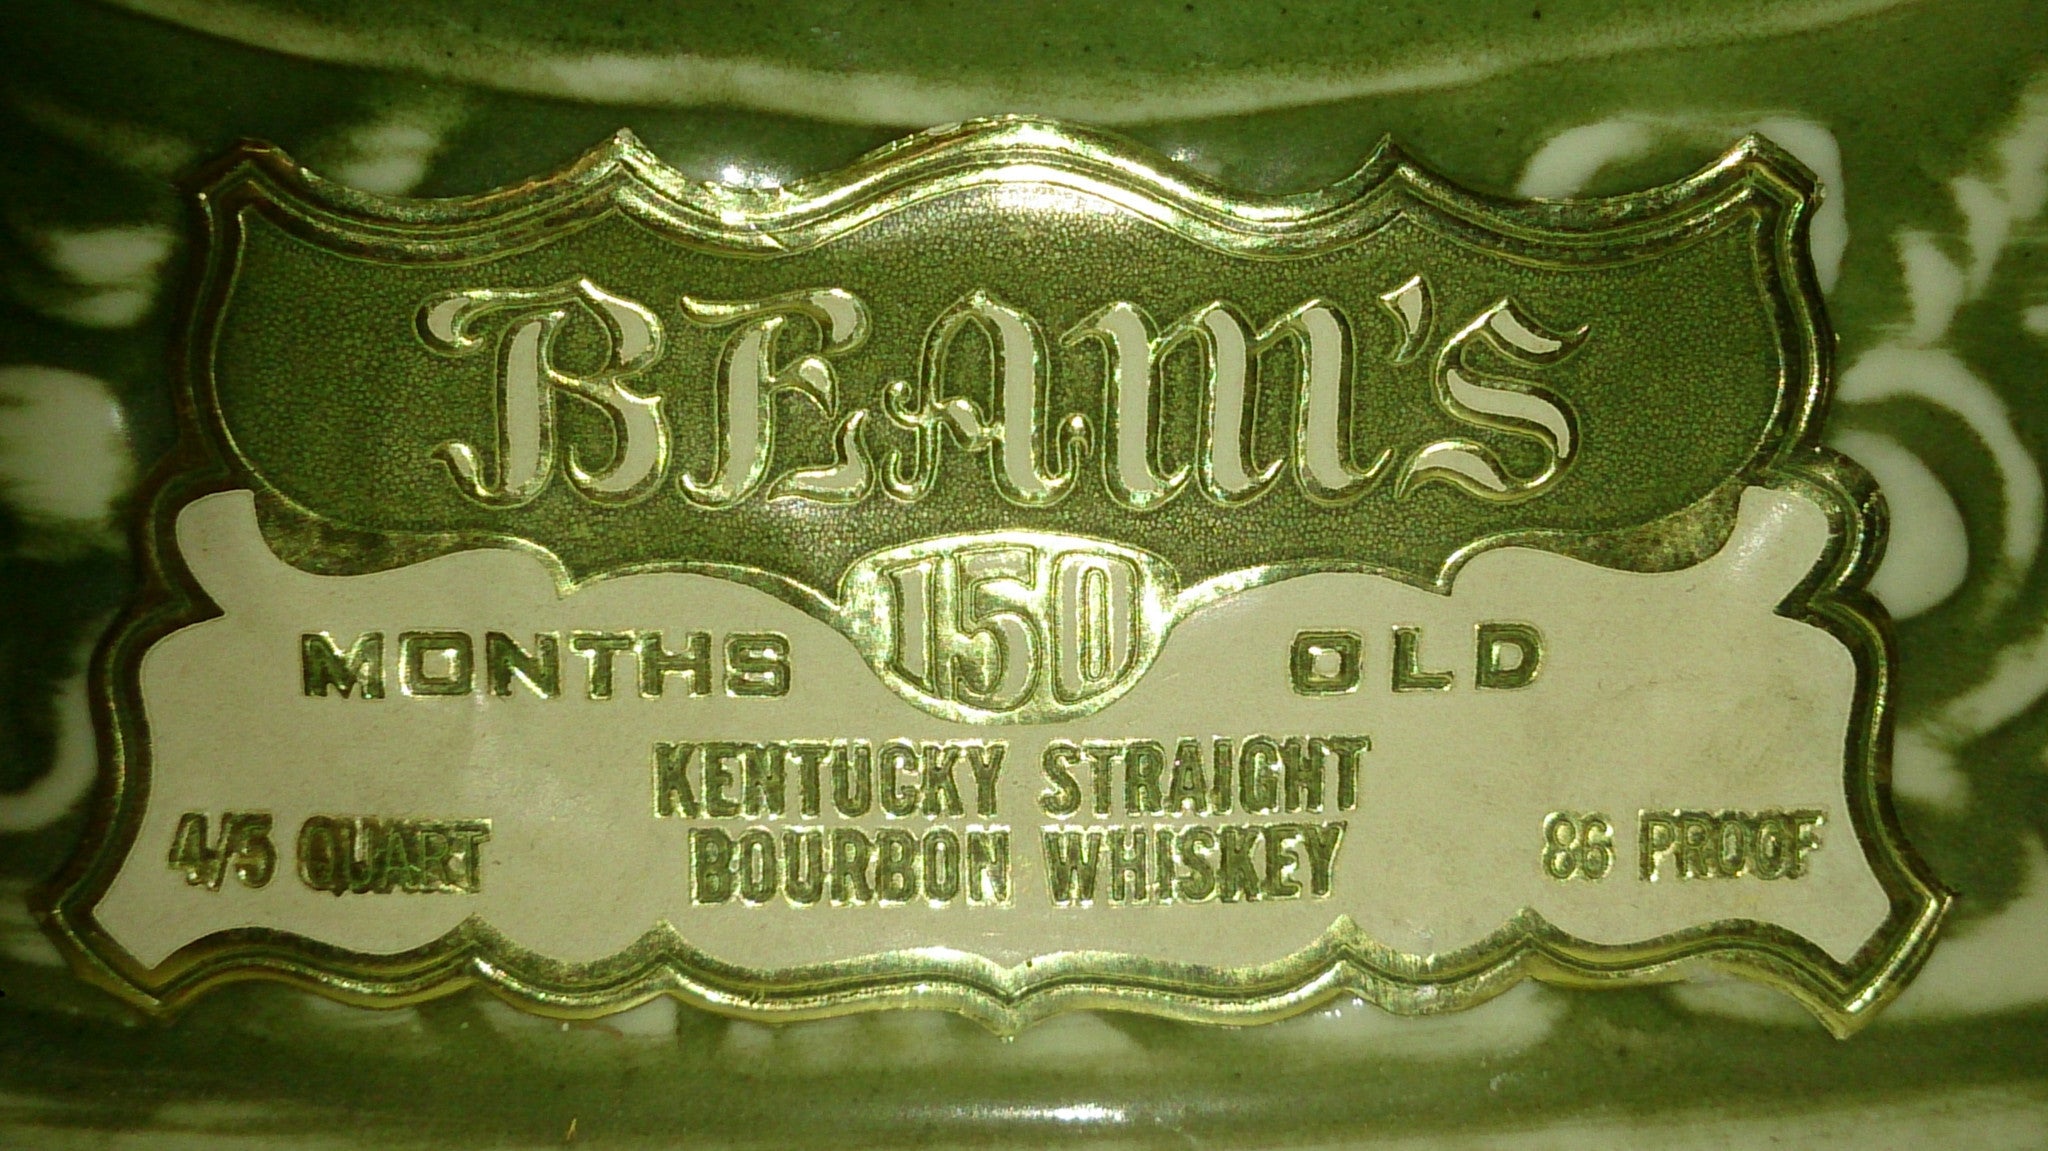 BEAM'S
150
MONTHS OLD
KENTUCKY STRAIGHT
BOURBON WHISKEY
4/5 QUART
86 PROOF